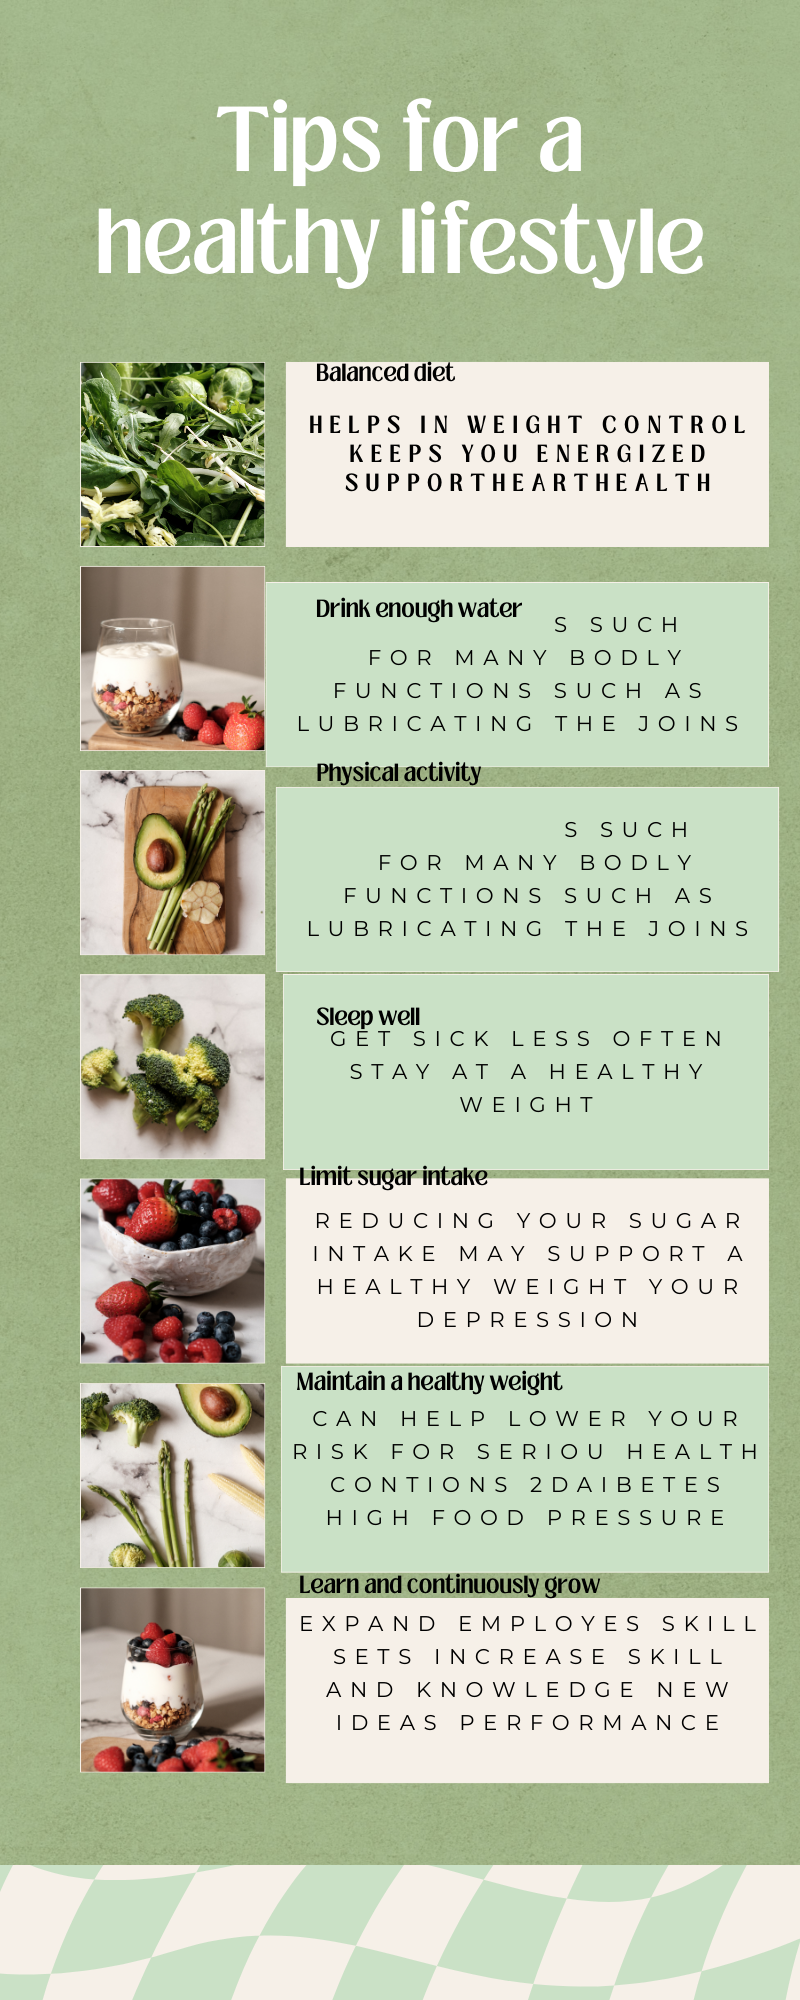 Tips for a
healthy lifestyle
Balanced diet
HELPS IN WEIGHT CONTROL
KEEPS YOU ENERGIZED
SUPPORTHEARTHEALTH
Drink enough water
S SUCH
FOR MANY BODLY
FUNCTIONS SUCH AS
LUBRICATING THE JOINS
Physical activity
S SUCH
FOR MANY BODLY
FUNCTIONS SUCH AS
LUBRICATING THE JOINS
Sleep well
GET SICK LESS OFTEN
STAY AT A HEALTHY
WEIGHT
Limit sugar intake
REDUCING YOUR SUGAR
INTAKE MAY SUPPORT A
HEALTHY WEIGHT YOUR
DEPRESSION
Maintain a healthy weight
CAN HELP LOWER YOUR
RISK FOR SERIOU HEALTH
CONTIONS 2DAIBETES
HIGH FOOD PRESSURE
Learn and continuously grow
EXPAND EMPLOYES SKILL
SETS INCREASE SKILL
AND KNOWLEDGE NEW
IDEAS PERFORMANCE